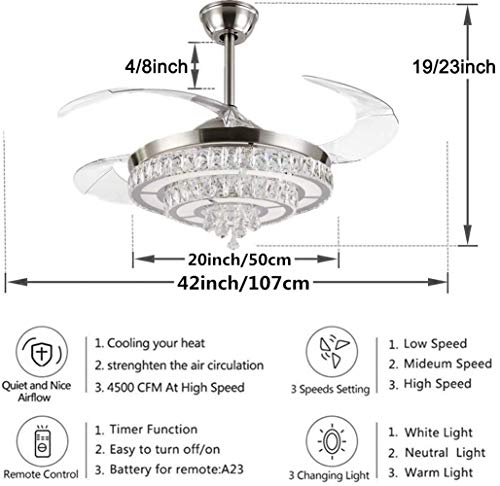 4/8inch
19/23inch
20inch/50cm
42inch/107cm
Quiet and Nice
Airflow
1. Cooling your heat
2. strenghten the air circulation
3. 4500 CFM At High Speed
3 Speeds Setting
1. Low Speed
2. Mideum Speed
3. High Speed
Remote Control
1. Timer Function
2. Easy to turn off/on
3. Battery for remote:A23
3 Changing Light
1. White Light
2. Neutral Light
3. Warm Light